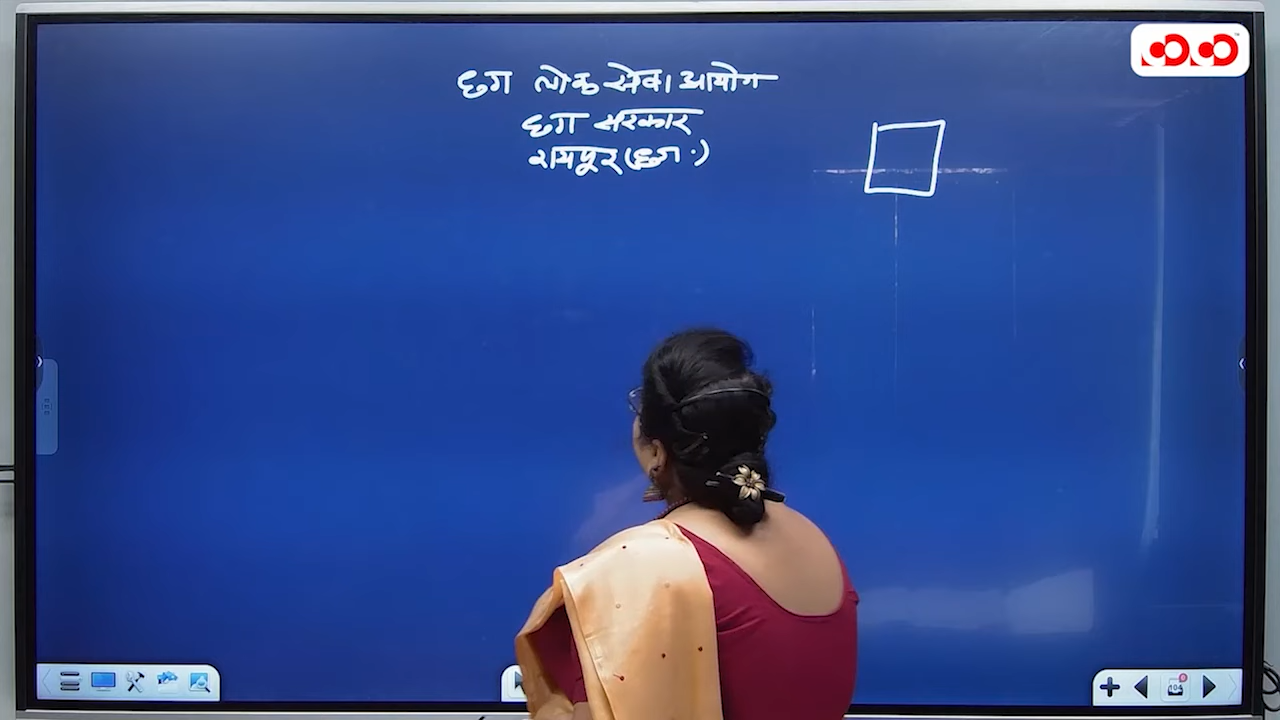 छग लोक सेवा आयोग
छग सरकार
रायपुर (छग.)